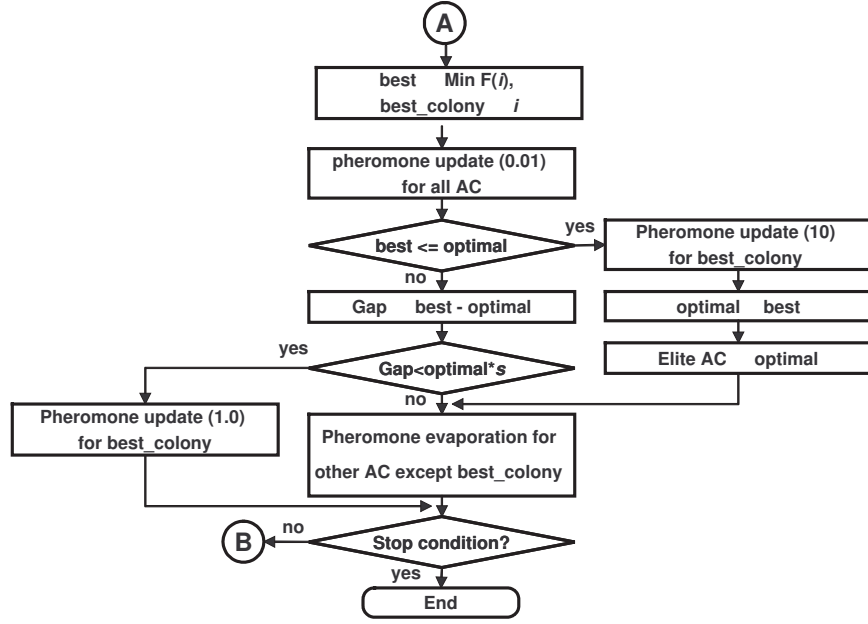 A
best Min F(i),
best_colony i
pheromone update (0.01)
for all AC
best <= optimal
yes
Pheromone update (10)
for best_colony
no
Gap best - optimal
optimal best
yes
Gap<optimal*s
Elite AC optimal
no
Pheromone update (1.0)
for best_colony
Pheromone evaporation for
other AC except best_colony
B
no
Stop condition?
yes
End